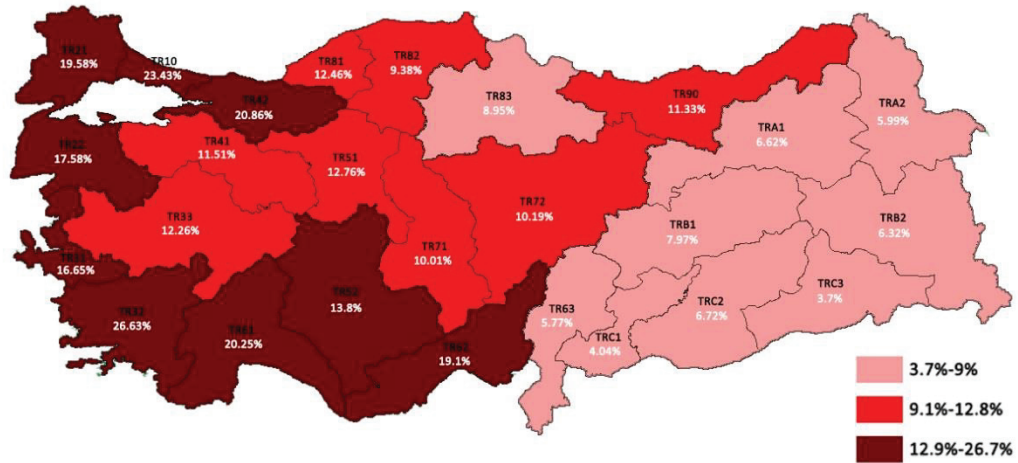 TR21
19.58%
TR10
23.43%
TR42
20.86%
TR81
12.46%
TR82
9.38%
TR83
8.95%
TR90
11.33%
TRA1
6.62%
TRA2
5.99%
TR22
17.58%
TR41
11.51%
TR51
12.76%
TR72
10.19%
TR33
12.26%
TR71
10.01%
TRB1
7.97%
TRB2
6.32%
TR31
16.65%
TR32
26.63%
TR61
20.25%
TR52
13.8%
TR62
19.1%
TR63
5.77%
TRC1
4.04%
TRC2
6.72%
TRC3
3.7%
3.7%-9%
9.1%-12.8%
12.9%-26.7%